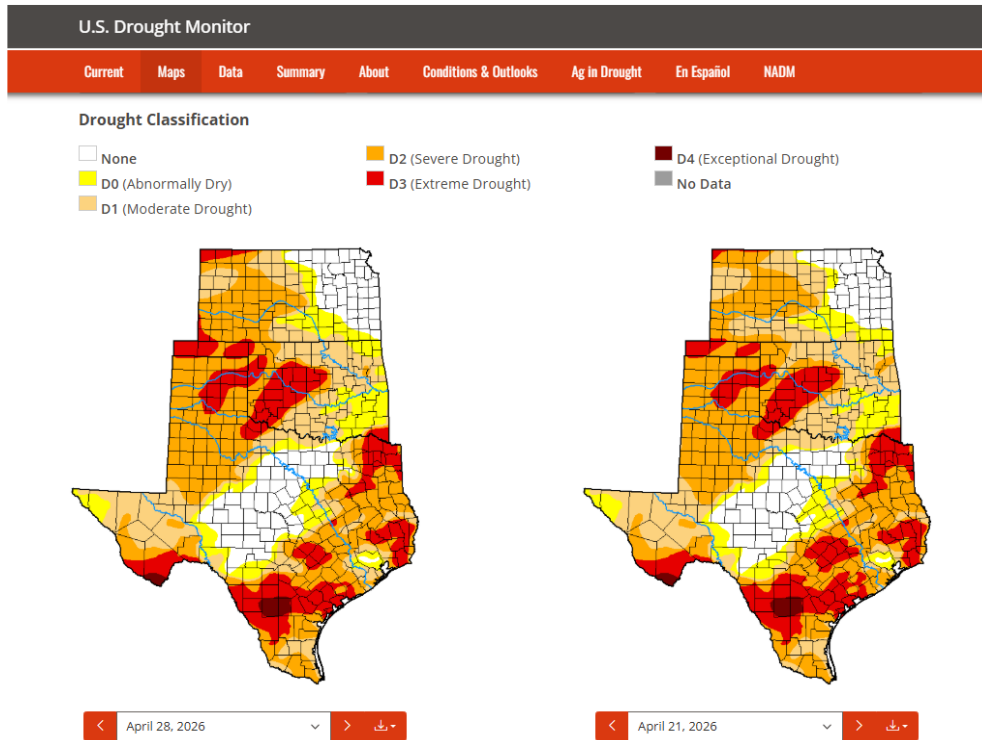 U.S. Drought Monitor
Current Maps Data Summary About Conditions & Outlooks Ag in Drought En Español NADM
Drought Classification
None D2 (Severe Drought) D4 (Exceptional Drought)
D0 (Abnormally Dry) D3 (Extreme Drought) No Data
D1 (Moderate Drought)
April 28, 2026 April 21, 2026